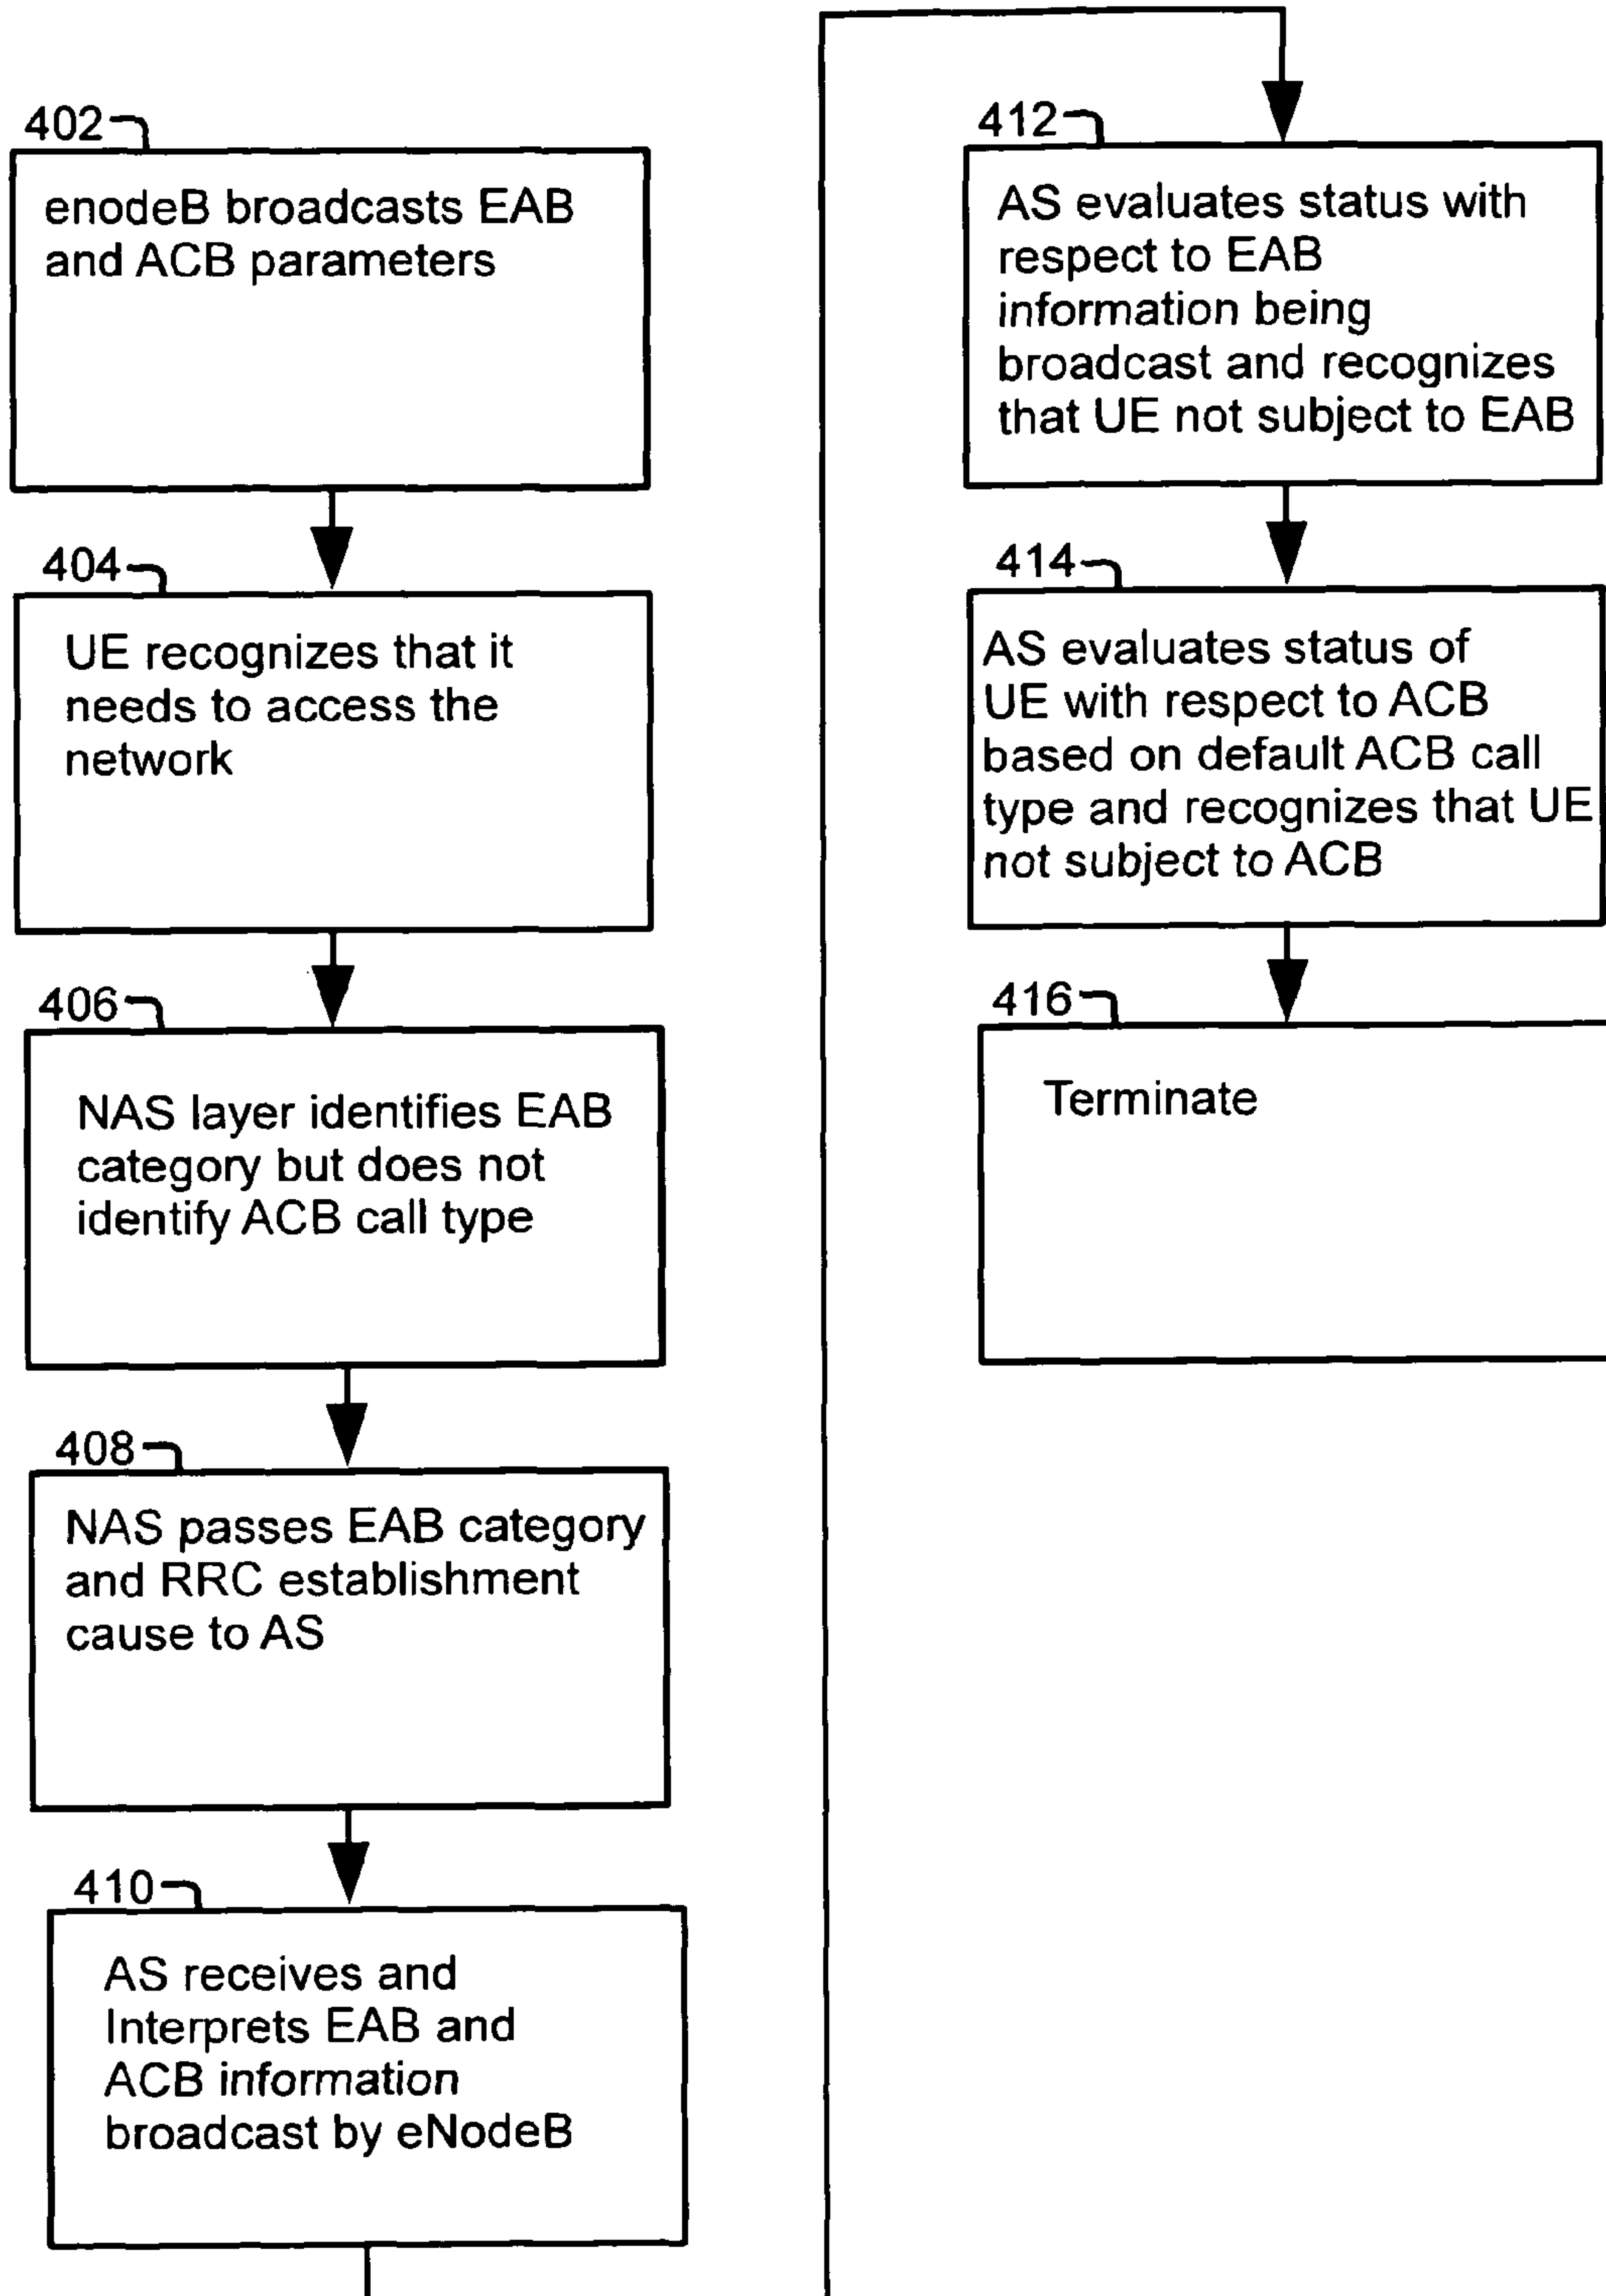 402
enodeB broadcasts EAB
and ACB parameters
404
UE recognizes that it
needs to access the
network
406
NAS layer identifies EAB
category but does not
identify ACB call type
408
NAS passes EAB category
and RRC establishment
cause to AS
410
AS receives and
Interprets EAB and
ACB information
broadcast by eNodeB
412
AS evaluates status with
respect to EAB
information being
broadcast and recognizes
that UE not subject to EAB
414
AS evaluates status of
UE with respect to ACB
based on default ACB call
type and recognizes that UE
not subject to ACB
416
Terminate